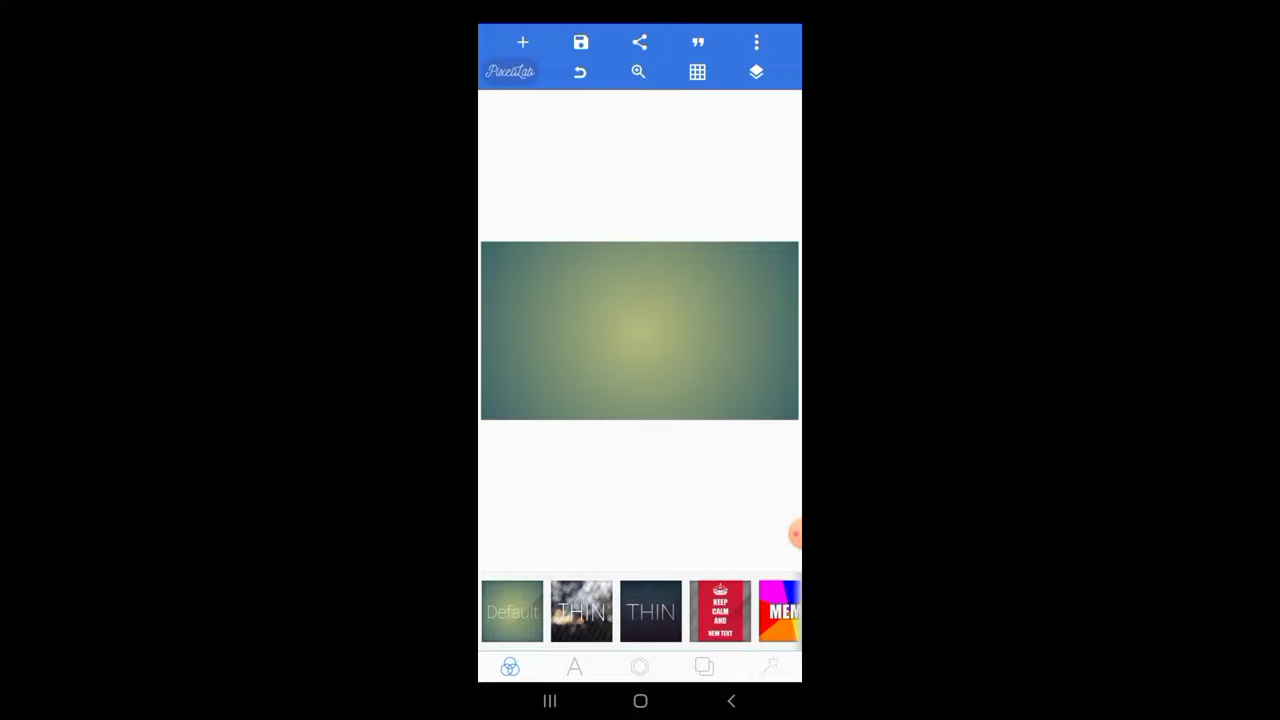 PixelLab
Default
THIN
THIN
KEEP
CALM
AND
NEW TEXT
MEM